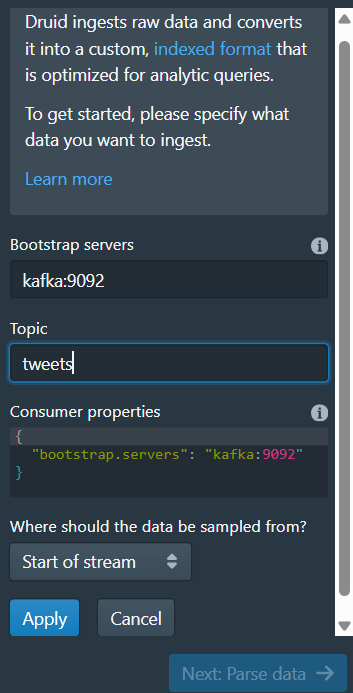 Druid ingests raw data and converts
it into a custom, indexed format that
is optimized for analytic queries.
To get started, please specify what
data you want to ingest.
Learn more
Bootstrap servers
kafka:9092
Topic
tweets
Consumer properties
{
"bootstrap.servers": "kafka:9092"
}
Where should the data be sampled from?
Start of stream
Apply Cancel
Next: Parse data